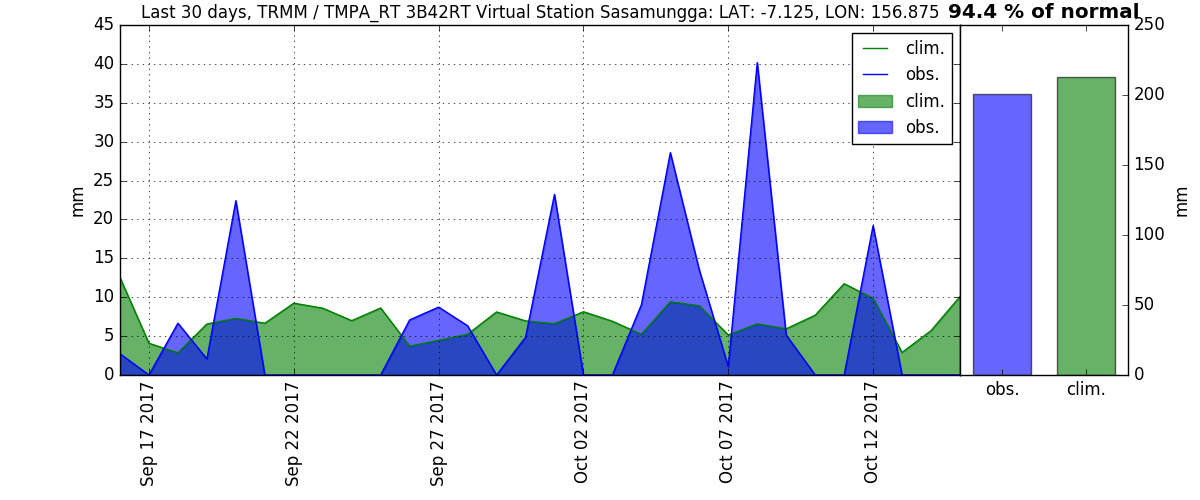 Last 30 days, TRMM / TMPA_RT 3B42RT Virtual Station Sasamungga: LAT: -7.125, LON: 156.875
94.4 % of normal
45
40
35
30
25
20
15
10
5
0
mm
clim.
obs.
clim.
obs.
Sep 17 2017
Sep 22 2017
Sep 27 2017
Oct 02 2017
Oct 07 2017
Oct 12 2017
250
200
150
100
50
0
mm
obs.
clim.